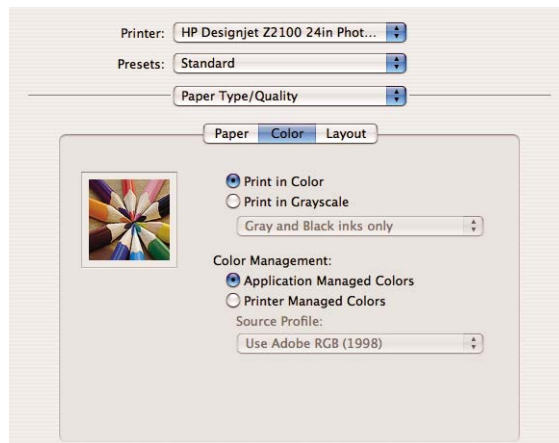 Printer: HP Designjet Z2100 24in Phot...
Presets: Standard
Paper Type/Quality
Paper Color Layout
Print in Color
Print in Grayscale
Gray and Black inks only
Color Management:
Application Managed Colors
Printer Managed Colors
Source Profile:
Use Adobe RGB (1998)